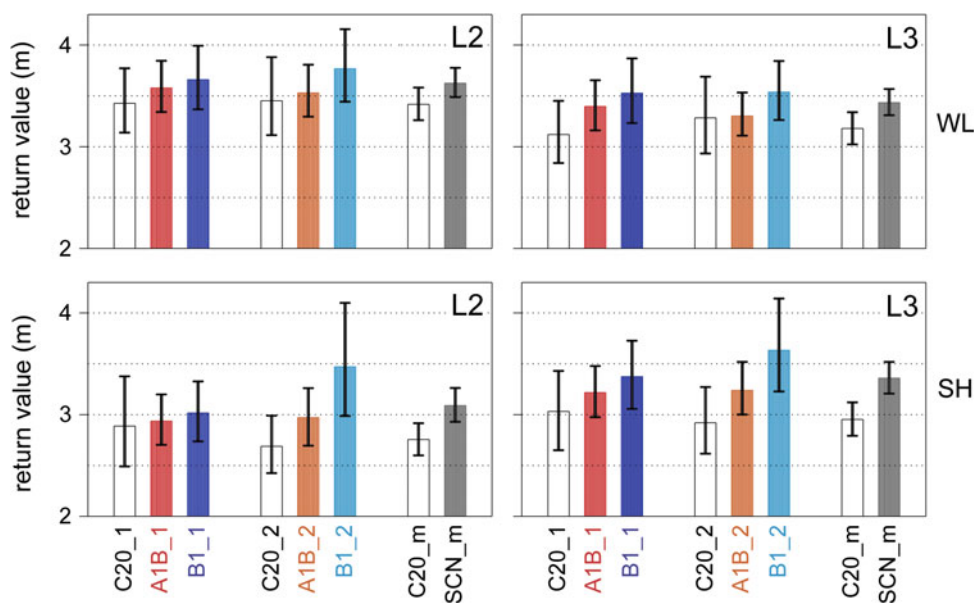 L2
L3
4
3
2
return value (m)
WL
L2
L3
4
3
2
return value (m)
SH
C20_1
A1B_1
B1_1
C20_2
A1B_2
B1_2
C20_m
SCN_m
C20_1
A1B_1
B1_1
C20_2
A1B_2
B1_2
C20_m
SCN_m